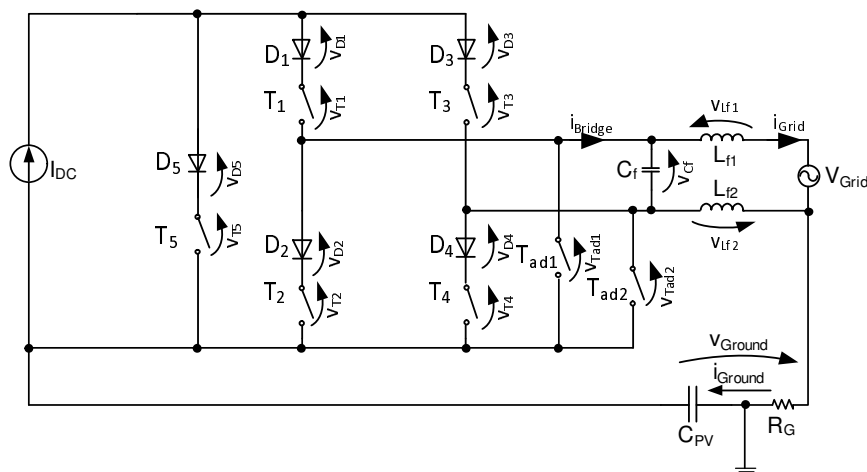 D1
vD1
D3
vD3
T1
vT1
T3
vT3
iBridge
vLf1
iGrid
IDC
D5
vD5
Cf
vCf
Lf1
VGrid
Lf2
T5
vT5
D2
vD2
D4
vD4
Tad1
vTad1
vLf2
T2
vT2
T4
vT4
Tad2
vTad2
vGround
iGround
CPV
RG